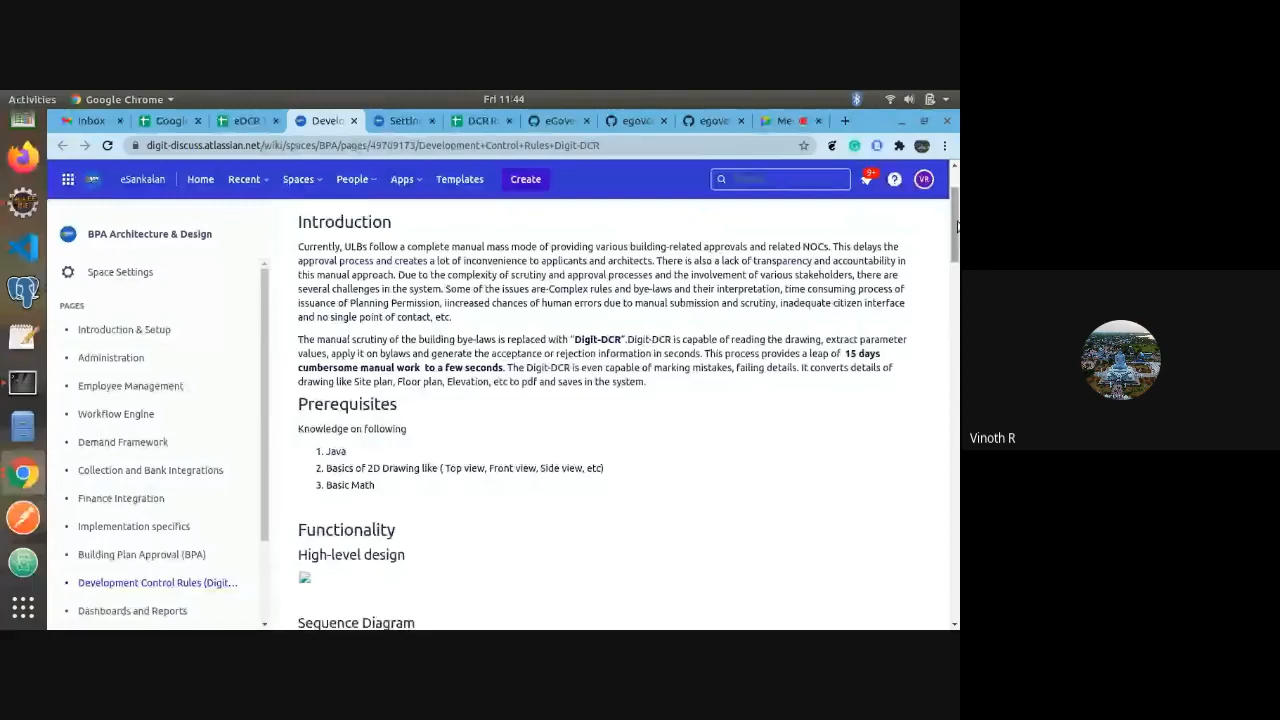 Activities Google Chrome Fri 11:44
Inbox Google eDCR Develo Settin DCR R eGove egov egov Me
digit-discuss.atlassian.net/wiki/spaces/BPA/pages/49709173/Development+Control+Rules+Digit-DCR
eSankalan Home Recent Spaces People Apps Templates Create 9+ VR
BPA Architecture & Design
Space Settings
PAGES
Introduction & Setup
Administration
Employee Management
Workflow Engine
Demand Framework
Collection and Bank Integrations
Finance Integration
Implementation specifics
Building Plan Approval (BPA)
Development Control Rules (Digit...
Dashboards and Reports
Introduction
Currently, ULBs follow a complete manual mass mode of providing various building-related approvals and related NOCs. This delays the
approval process and creates a lot of inconvenience to applicants and architects. There is also a lack of transparency and accountability in
this manual approach. Due to the complexity of scrutiny and approval processes and the involvement of various stakeholders, there are
several challenges in the system. Some of the issues are-Complex rules and bye-laws and their interpretation, time consuming process of
issuance of Planning Permission, iincreased chances of human errors due to manual submission and scrutiny, inadequate citizen interface
and no single point of contact, etc.
The manual scrutiny of the building bye-laws is replaced with "Digit-DCR".Digit-DCR is capable of reading the drawing, extract parameter
values, apply it on bylaws and generate the acceptance or rejection information in seconds. This process provides a leap of 15 days
cumbersome manual work to a few seconds. The Digit-DCR is even capable of marking mistakes, failing details. It converts details of
drawing like Site plan, Floor plan, Elevation, etc to pdf and saves in the system.
Prerequisites
Knowledge on following
1. Java
2. Basics of 2D Drawing like ( Top view, Front view, Side view, etc)
3. Basic Math
Functionality
High-level design
Sequence Diagram
Vinoth R